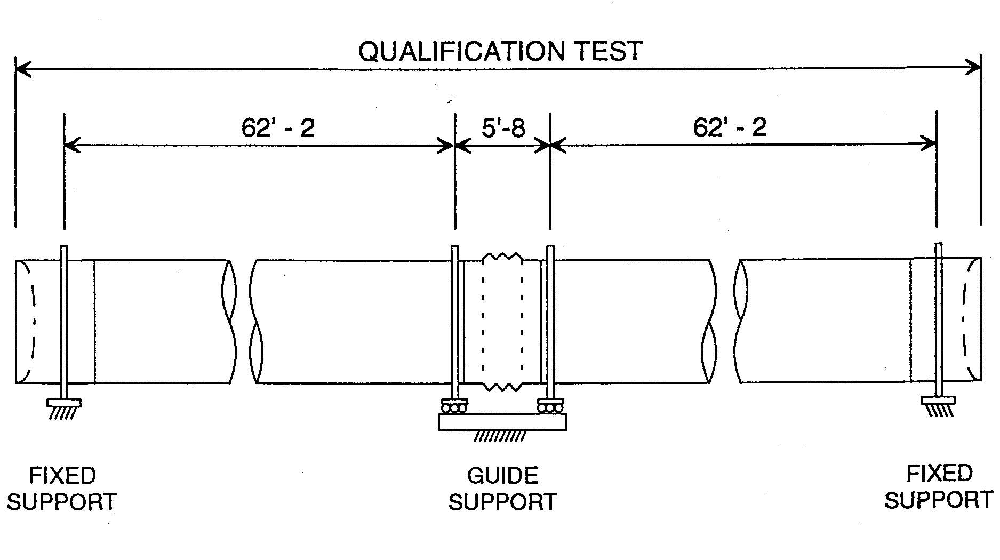 QUALIFICATION TEST
62' - 2
5'-8
62' - 2
FIXED
SUPPORT
GUIDE
SUPPORT
FIXED
SUPPORT